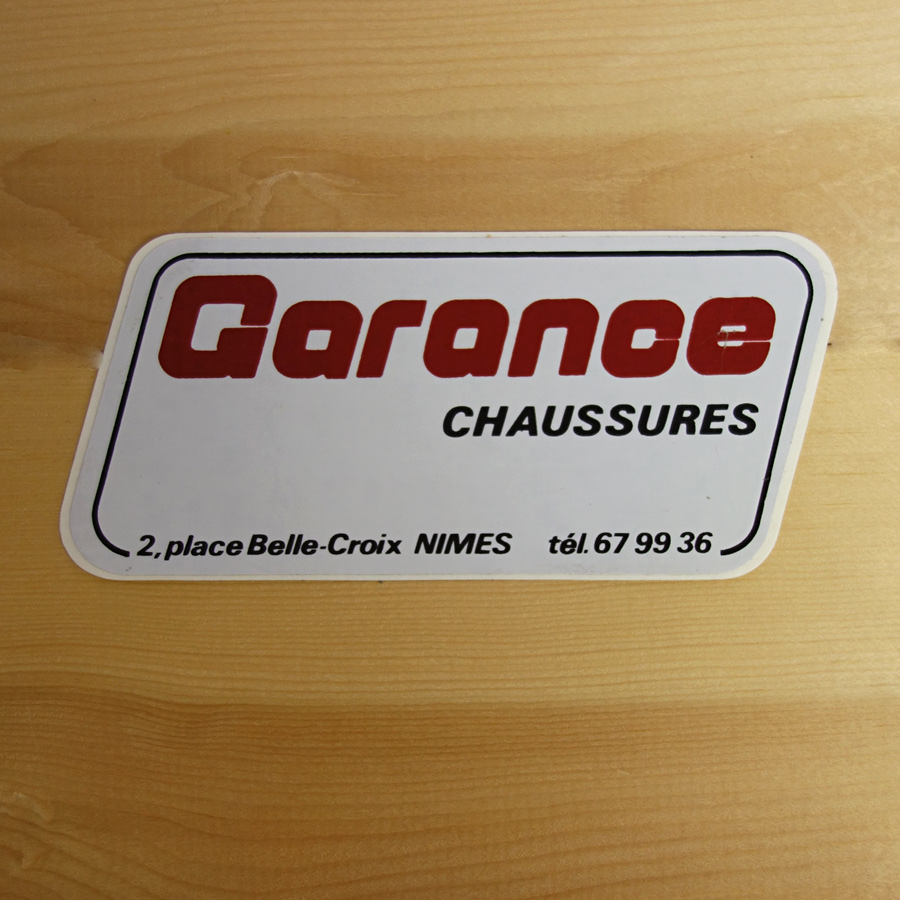 Garance
CHAUSSURES
2, place Belle-Croix NIMES tél. 67 99 36